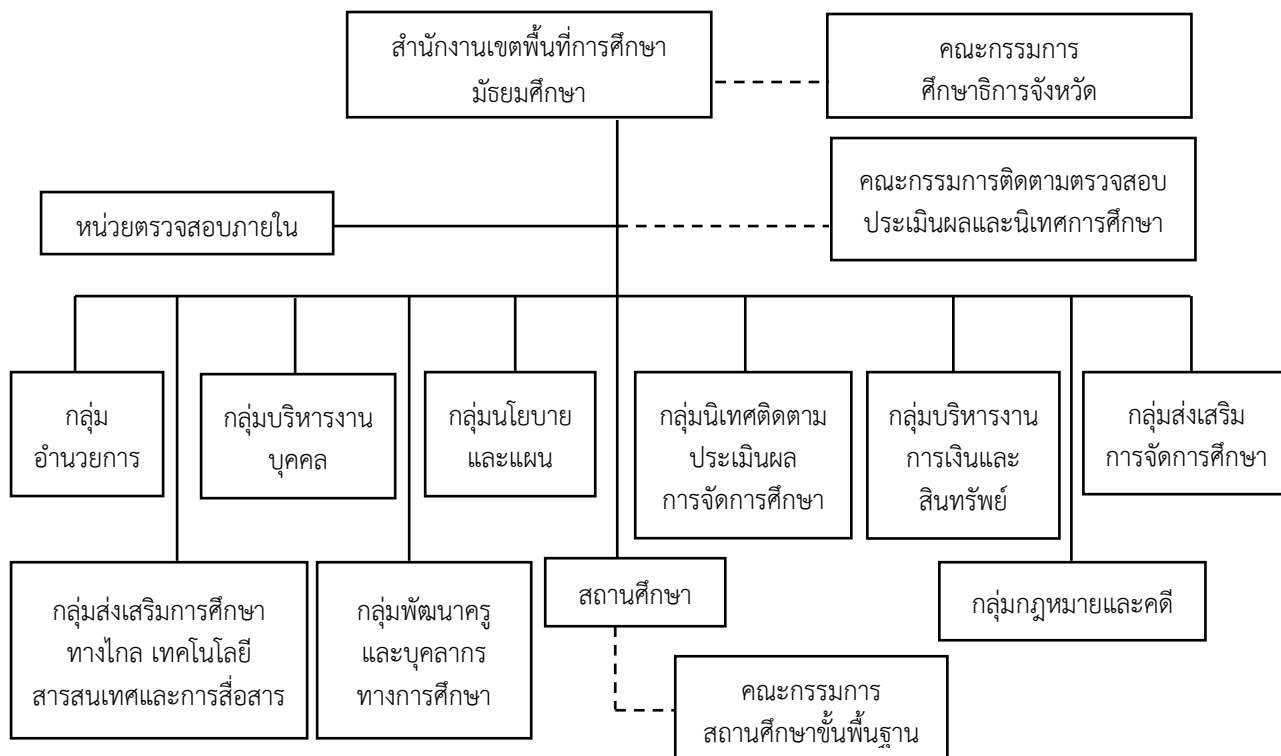 สำนักงานเขตพื้นที่การศึกษา
มัธยมศึกษา
คณะกรรมการ
ศึกษาธิการจังหวัด
คณะกรรมการติดตามตรวจสอบ
ประเมินผลและนิเทศการศึกษา
หน่วยตรวจสอบภายใน
กลุ่ม
อำนวยการ
กลุ่มบริหารงาน
บุคคล
กลุ่มนโยบาย
และแผน
กลุ่มนิเทศติดตาม
ประเมินผล
การจัดการศึกษา
กลุ่มบริหารงาน
การเงินและ
สินทรัพย์
กลุ่มส่งเสริม
การจัดการศึกษา
กลุ่มส่งเสริมการศึกษา
ทางไกล เทคโนโลยี
สารสนเทศและการสื่อสาร
กลุ่มพัฒนาครู
และบุคลากร
ทางการศึกษา
สถานศึกษา
กลุ่มกฎหมายและคดี
คณะกรรมการ
สถานศึกษาขั้นพื้นฐาน